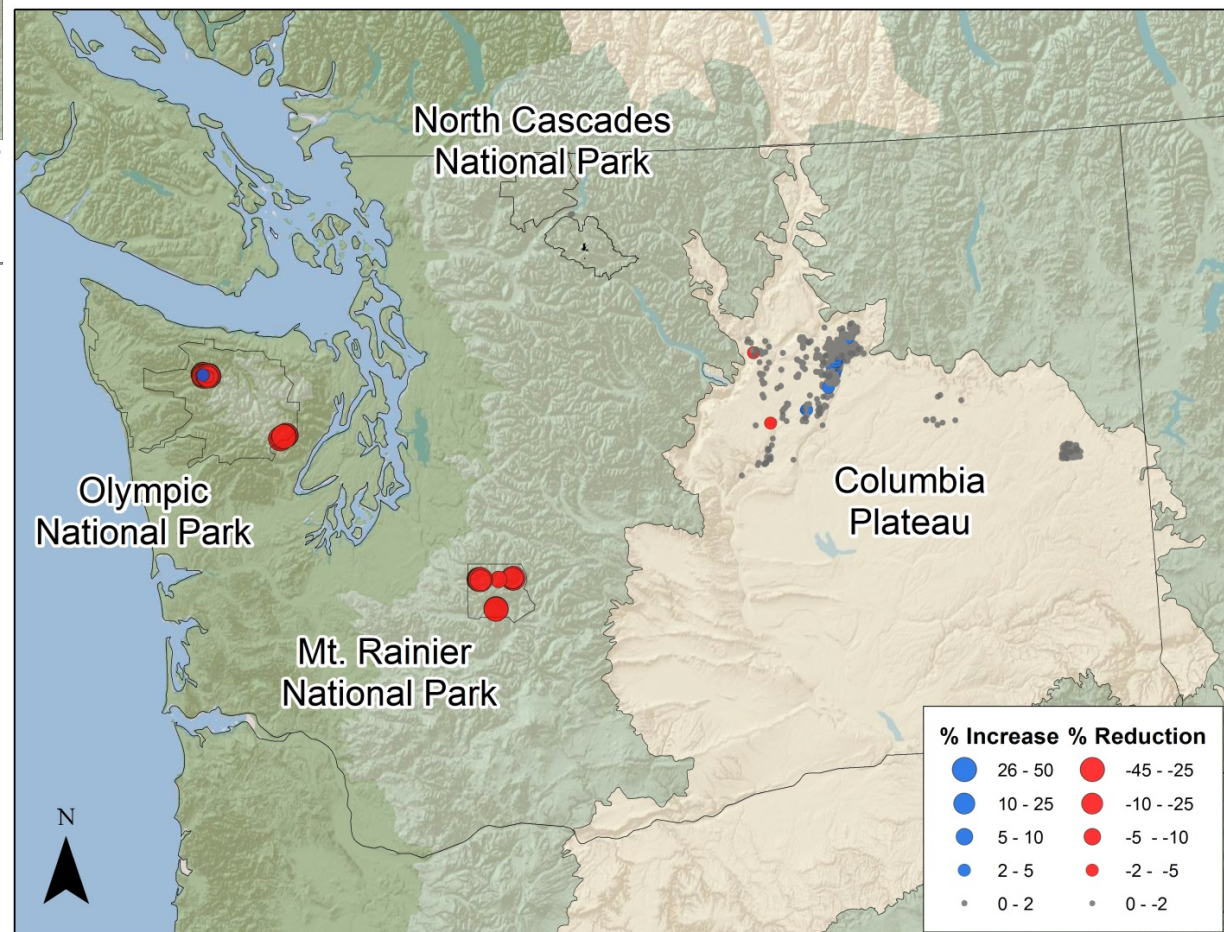 North Cascades
National Park
Olympic
National Park
Columbia
Plateau
Mt. Rainier
National Park
N
% Increase % Reduction
26 - 50 -45 - -25
10 - 25 -10 - -25
5 - 10 -5 - -10
2 - 5 -2 - -5
0 - 2 0 - -2